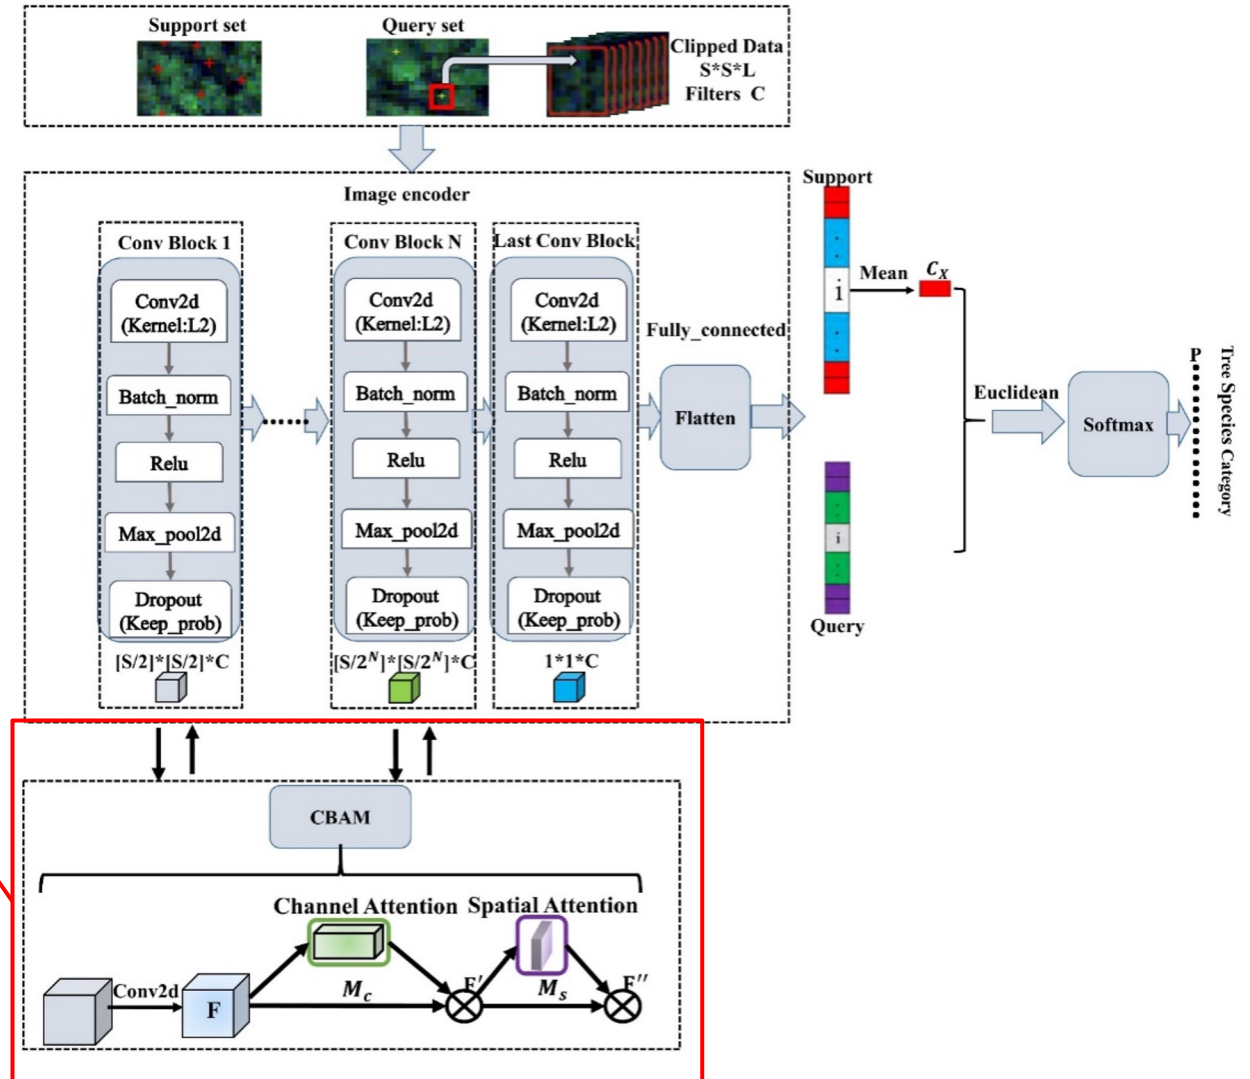 Support set
Query set
Clipped Data
S*S*L
Filters C
Image encoder
Conv Block 1
Conv2d
(Kernel:L2)
Batch_norm
Relu
Max_pool2d
Dropout
(Keep_prob)
[S/2]*[S/2]*C
Conv Block N
Conv2d
(Kernel:L2)
Batch_norm
Relu
Max_pool2d
Dropout
(Keep_prob)
[S/2ᴺ]*[S/2ᴺ]*C
Last Conv Block
Conv2d
(Kernel:L2)
Batch_norm
Relu
Max_pool2d
Dropout
(Keep_prob)
1*1*C
Fully_connected
Flatten
Support
i
Mean
C_X
i
Query
Euclidean
Softmax
P
Tree Species Category
CBAM
Channel Attention
Spatial Attention
Conv2d
F
M_c
F′
M_s
F″